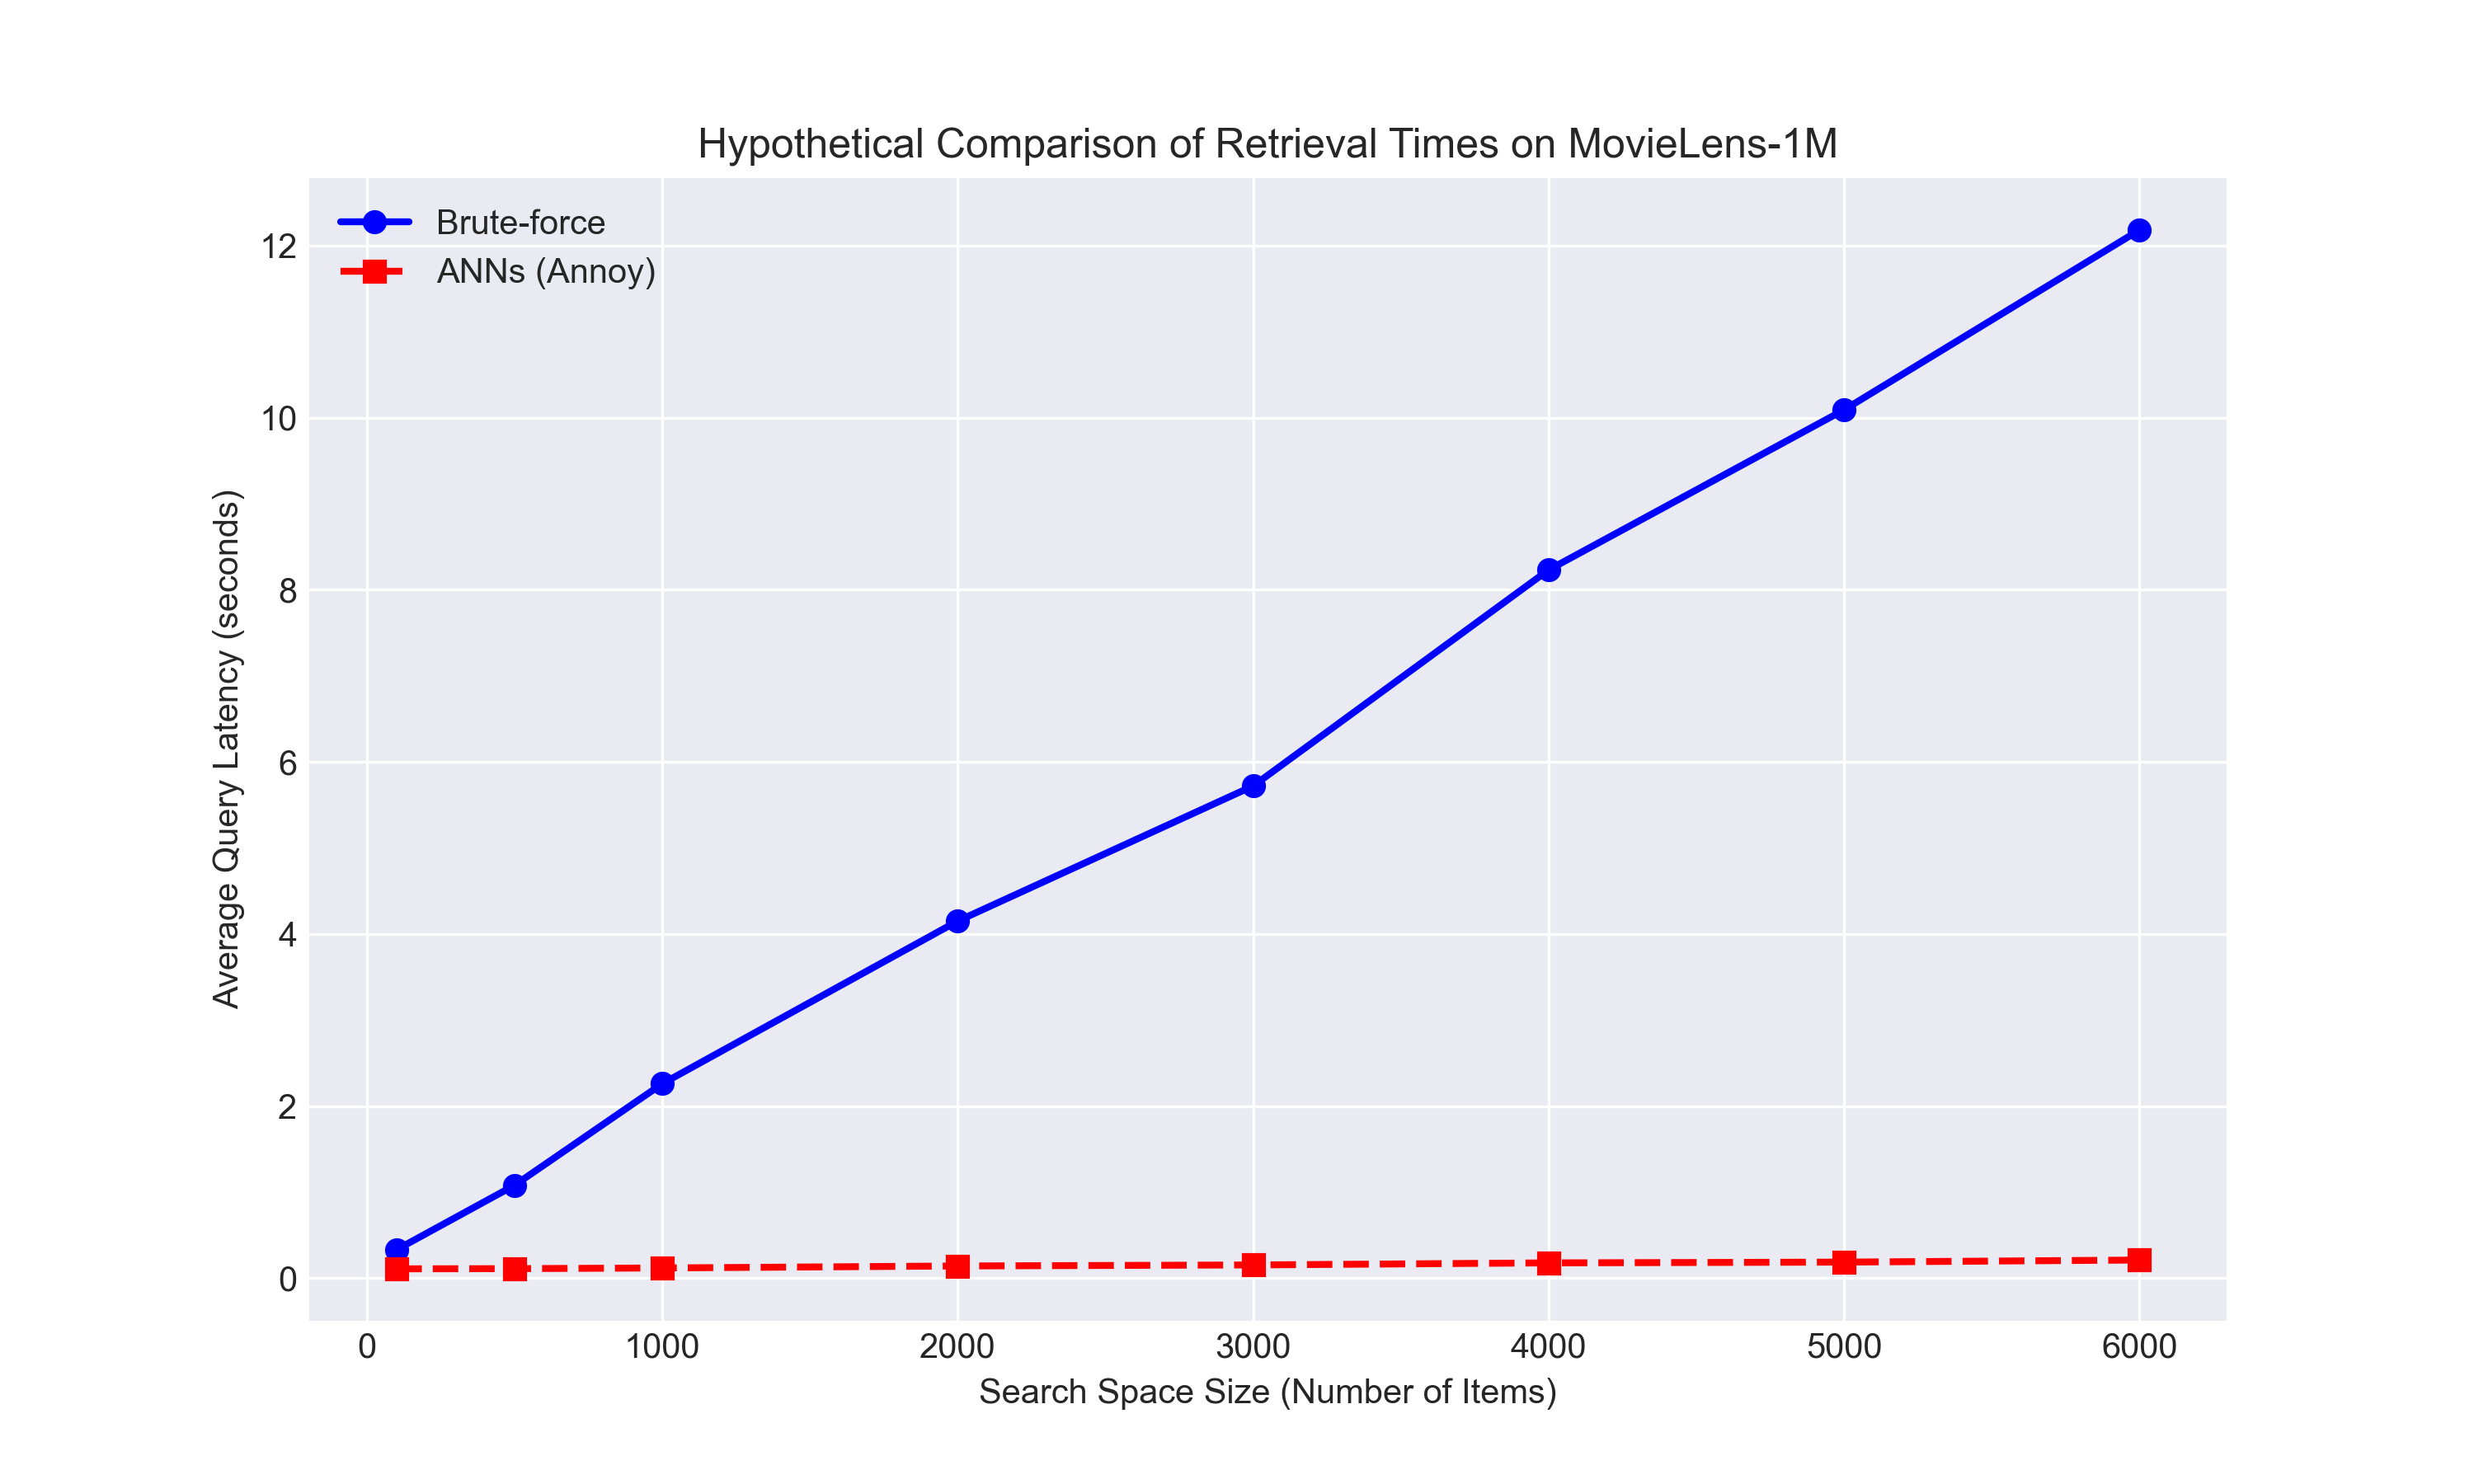 Hypothetical Comparison of Retrieval Times on MovieLens-1M
Brute-force
ANNs (Annoy)
12
10
8
6
4
2
0
Average Query Latency (seconds)
0 1000 2000 3000 4000 5000 6000
Search Space Size (Number of Items)